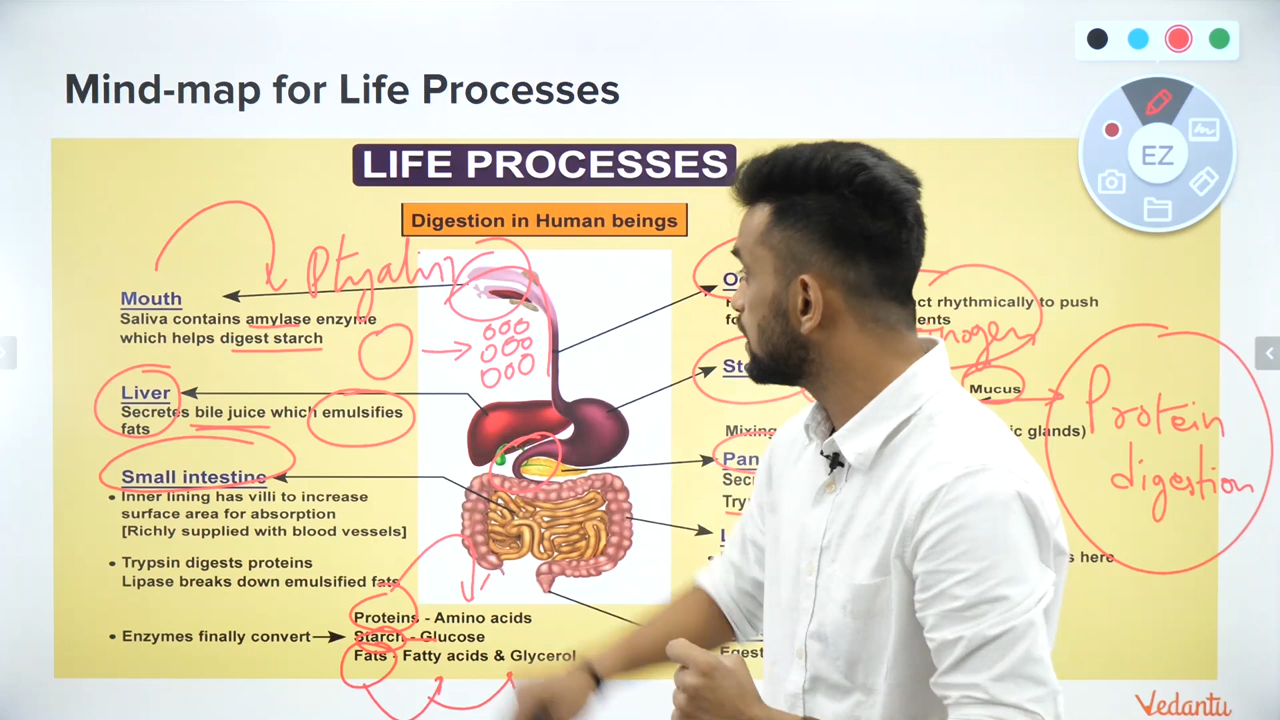 Mind-map for Life Processes
EZ
LIFE PROCESSES
Digestion in Human beings
Ptyalin
Mouth
Saliva contains amylase enzyme
which helps digest starch
Liver
Secretes bile juice which emulsifies
fats
Small intestine
• Inner lining has villi to increase
surface area for absorption
[Richly supplied with blood vessels]
• Trypsin digests proteins
Lipase breaks down emulsified fats
• Enzymes finally convert
Proteins - Amino acids
Starch - Glucose
Fats - Fatty acids & Glycerol
rhythmically to push
Mucus
Mixing
glands)
Protein
digestion
s here
Vedantu